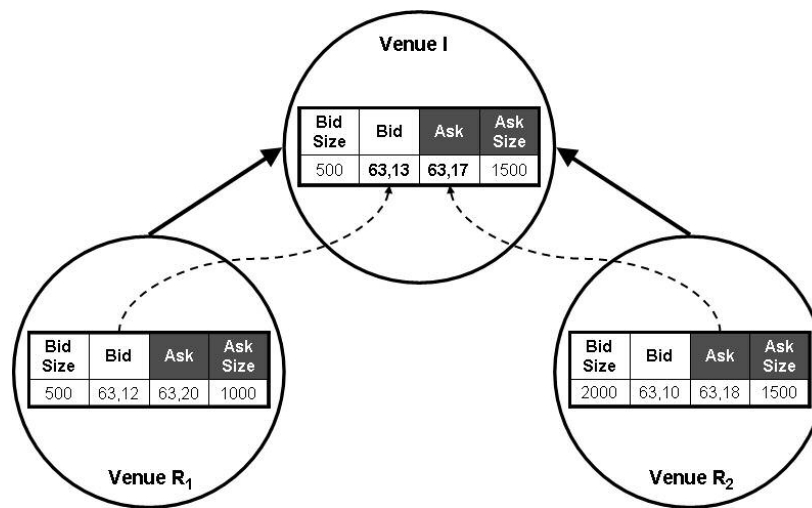 Venue I
Bid Size Bid Ask Ask Size
500 63,13 63,17 1500
Bid Size Bid Ask Ask Size
500 63,12 63,20 1000
Venue R₁
Bid Size Bid Ask Ask Size
2000 63,10 63,18 1500
Venue R₂